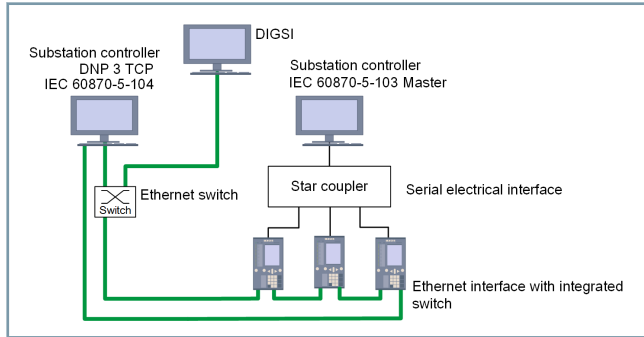 DIGSI
Substation controller
DNP 3 TCP
IEC 60870-5-104
Substation controller
IEC 60870-5-103 Master
Ethernet switch
Switch
Star coupler
Serial electrical interface
Ethernet interface with integrated
switch